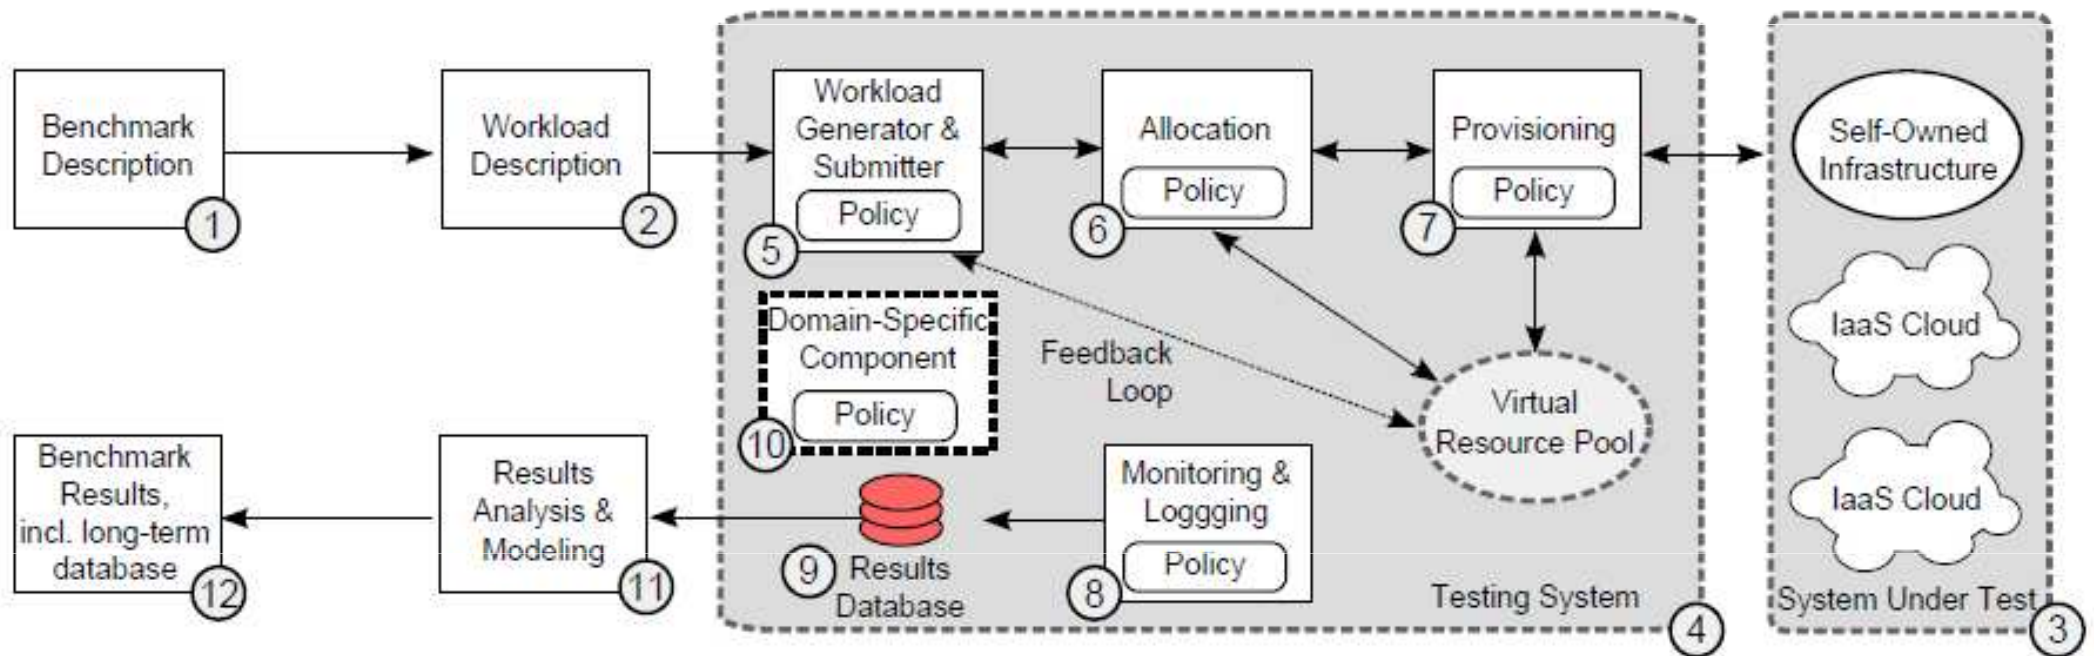 Benchmark
Description
1
Workload
Description
2
Workload
Generator &
Submitter
Policy
5
Allocation
Policy
6
Provisioning
Policy
7
Self-Owned
Infrastructure
IaaS Cloud
IaaS Cloud
System Under Test
3
Domain-Specific
Component
Policy
10
Feedback
Loop
Virtual
Resource Pool
Monitoring &
Loggging
Policy
8
Testing System
4
9
Results
Database
Results
Analysis &
Modeling
11
Benchmark
Results,
incl. long-term
database
12